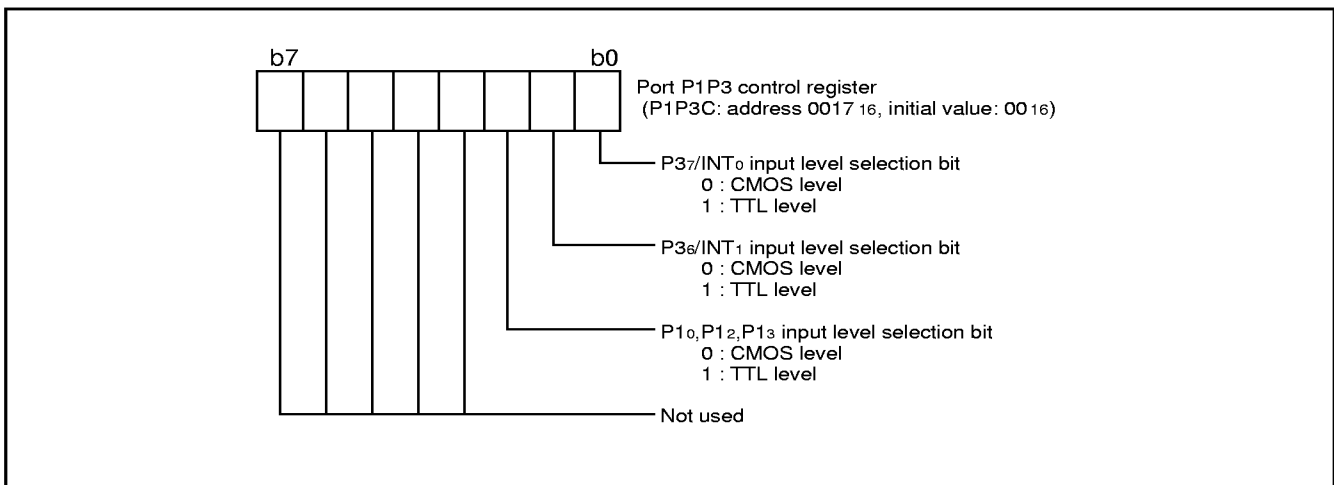 b7 b0
Port P1P3 control register
(P1P3C: address 0017 16, initial value: 00 16)
P37/INT0 input level selection bit
0 : CMOS level
1 : TTL level
P36/INT1 input level selection bit
0 : CMOS level
1 : TTL level
P10,P12,P13 input level selection bit
0 : CMOS level
1 : TTL level
Not used